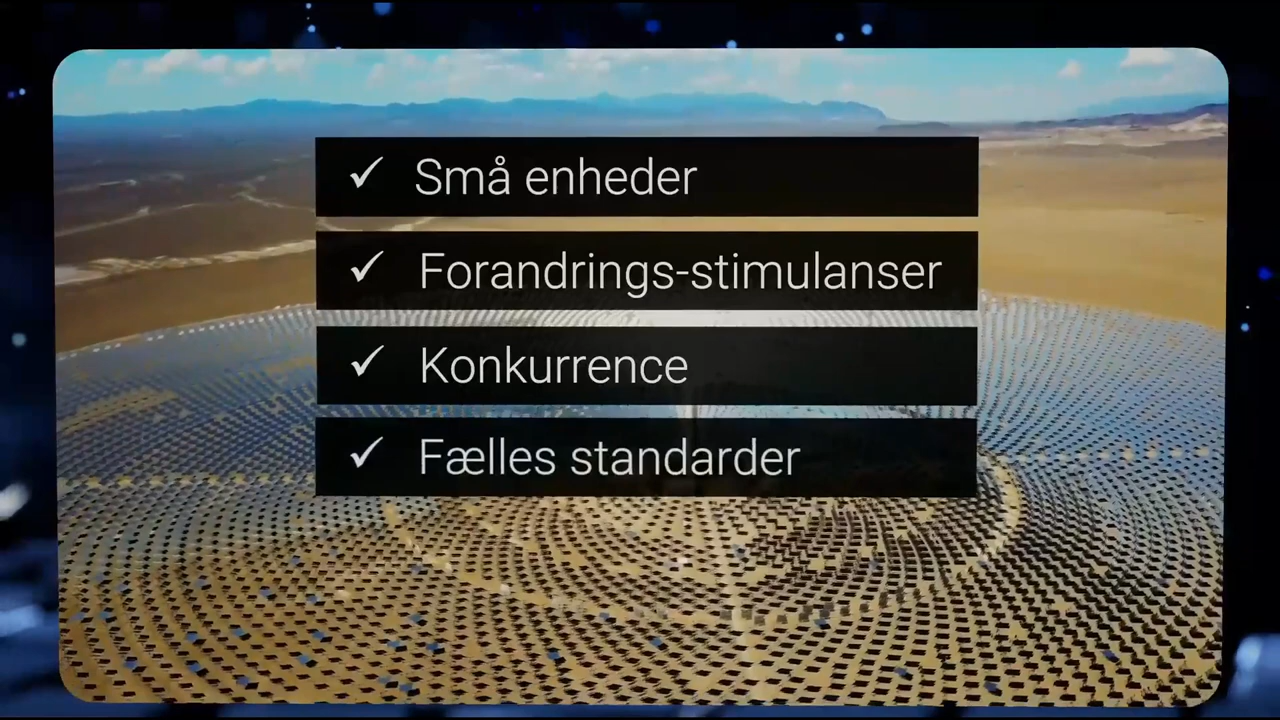 ✓ Små enheder
✓ Forandrings-stimulanser
✓ Konkurrence
✓ Fælles standarder